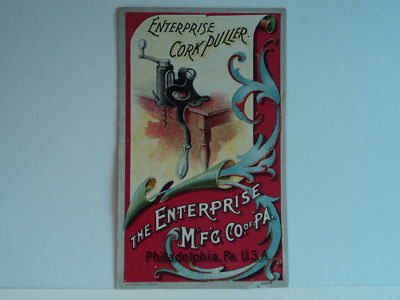 ENTERPRISE
CORK PULLER.
THE ENTERPRISE
M'F'G CO OF PA.
Philadelphia, Pa. U.S.A.